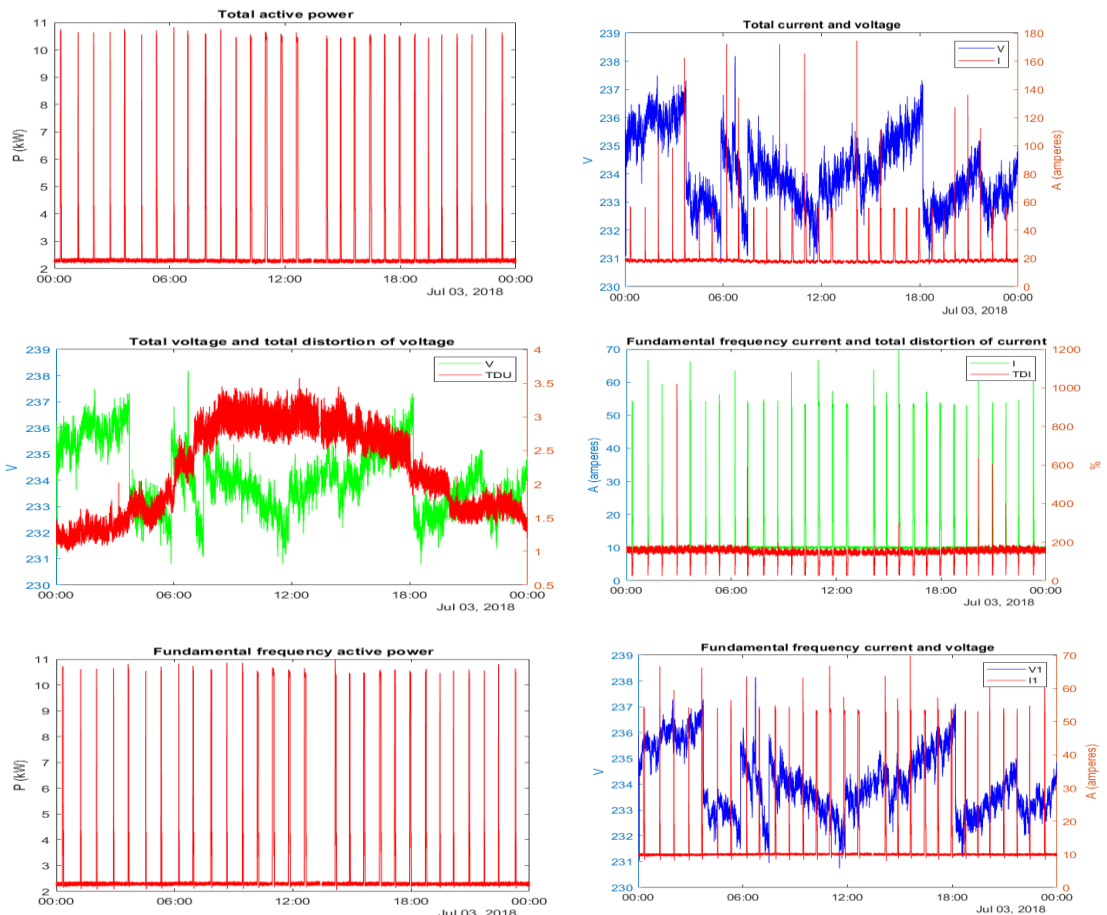 Total active power
11
10
9
8
7
6
5
4
3
2
P (kW)
00:00 06:00 12:00 18:00 00:00
Jul 03, 2018
Total current and voltage
239
238
237
236
235
234
233
232
231
230
V
V
I
180
160
140
120
100
80
60
40
20
0
A (amperes)
00:00 06:00 12:00 18:00 00:00
Jul 03, 2018
Total voltage and total distortion of voltage
239
238
237
236
235
234
233
232
231
230
V
V
TDU
4
3.5
3
2.5
2
1.5
1
0.5
00:00 06:00 12:00 18:00 00:00
Jul 03, 2018
Fundamental frequency current and total distortion of current
70
60
50
40
30
20
10
0
A (amperes)
I
TDI
1200
1000
800
600
400
200
0
%
00:00 06:00 12:00 18:00 00:00
Jul 03, 2018
Fundamental frequency active power
11
10
9
8
7
6
5
4
3
2
P (kW)
00:00 06:00 12:00 18:00 00:00
Jul 03, 2018
Fundamental frequency current and voltage
239
238
237
236
235
234
233
232
231
230
V
V1
I1
70
60
50
40
30
20
10
0
A (amperes)
00:00 06:00 12:00 18:00 00:00
Jul 03, 2018